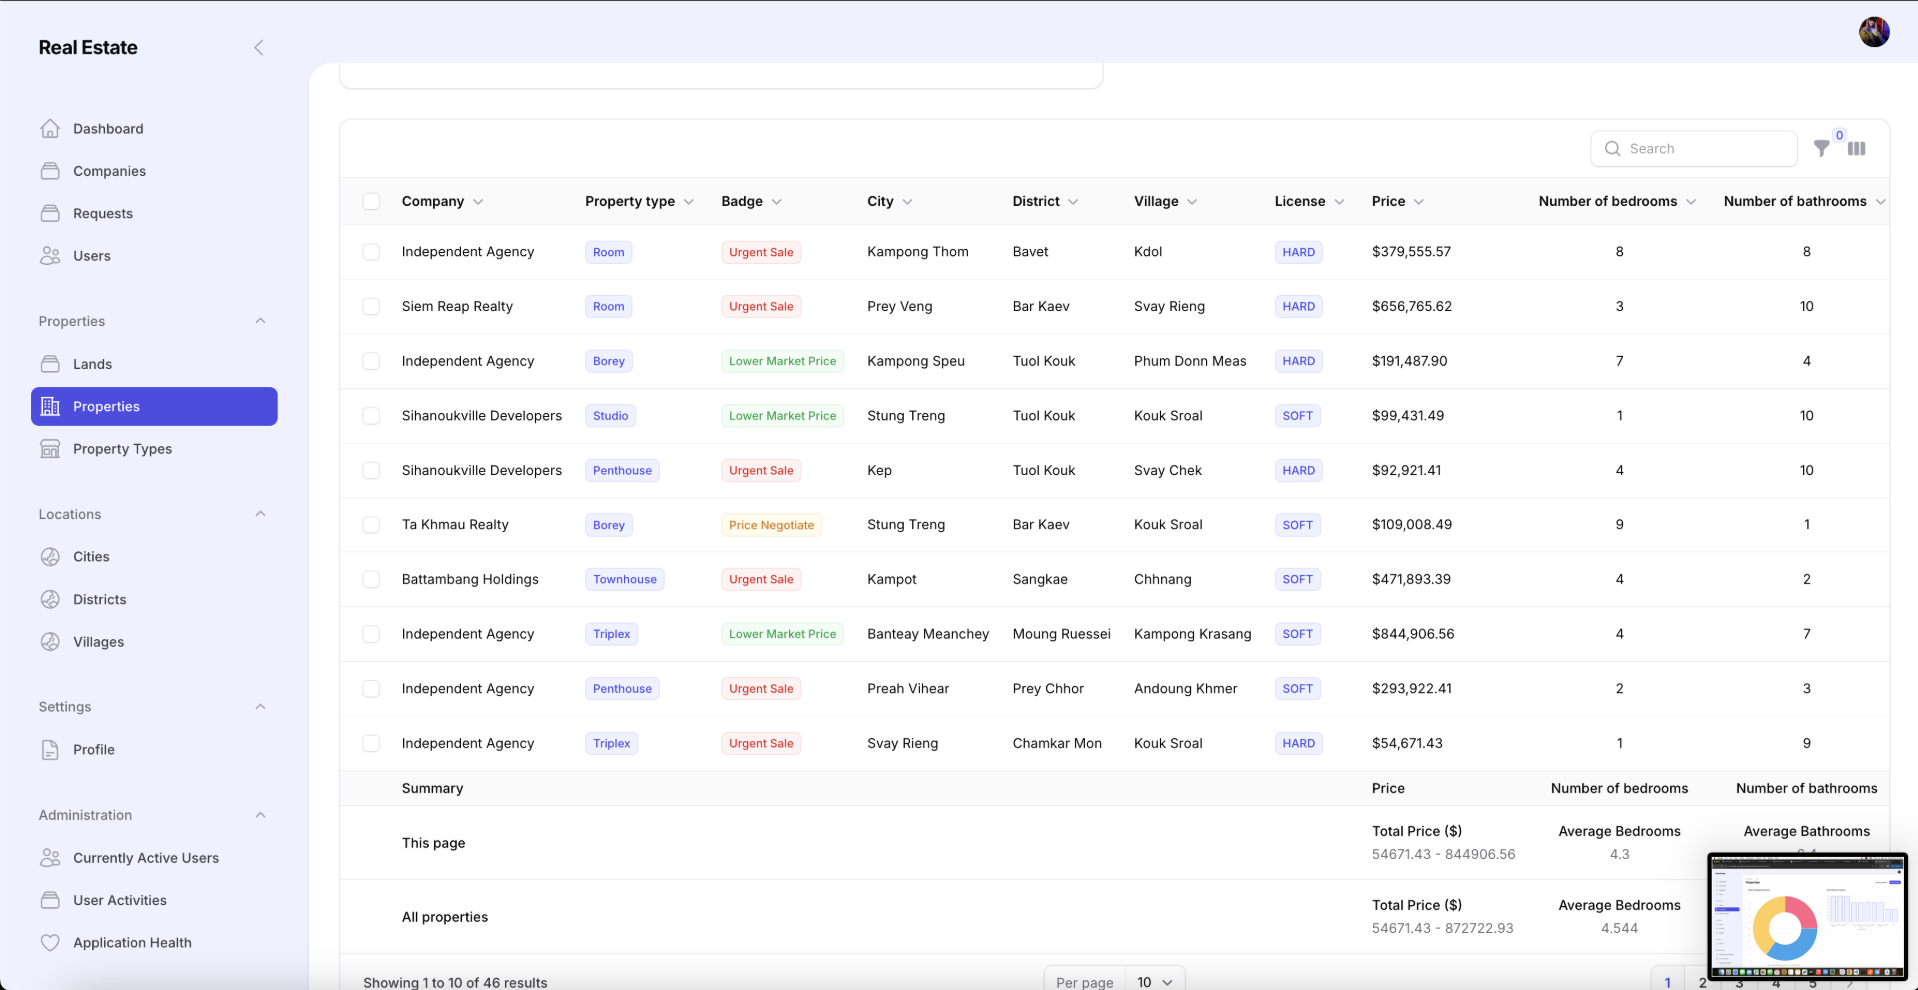 Real Estate
Dashboard
Companies
Requests
Users
Properties
Lands
Properties
Property Types
Locations
Cities
Districts
Villages
Settings
Profile
Administration
Currently Active Users
User Activities
Application Health
Search
0
Company Property type Badge City District Village License Price Number of bedrooms Number of bathrooms
Independent Agency Room Urgent Sale Kampong Thom Bavet Kdol HARD $379,555.57 8 8
Siem Reap Realty Room Urgent Sale Prey Veng Bar Kaev Svay Rieng HARD $656,765.62 3 10
Independent Agency Borey Lower Market Price Kampong Speu Tuol Kouk Phum Donn Meas HARD $191,487.90 7 4
Sihanoukville Developers Studio Lower Market Price Stung Treng Tuol Kouk Kouk Sroal SOFT $99,431.49 1 10
Sihanoukville Developers Penthouse Urgent Sale Kep Tuol Kouk Svay Chek HARD $92,921.41 4 10
Ta Khmau Realty Borey Price Negotiate Stung Treng Bar Kaev Kouk Sroal SOFT $109,008.49 9 1
Battambang Holdings Townhouse Urgent Sale Kampot Sangkae Chhnang SOFT $471,893.39 4 2
Independent Agency Triplex Lower Market Price Banteay Meanchey Moung Ruessei Kampong Krasang SOFT $844,906.56 4 7
Independent Agency Penthouse Urgent Sale Preah Vihear Prey Chhor Andoung Khmer SOFT $293,922.41 2 3
Independent Agency Triplex Urgent Sale Svay Rieng Chamkar Mon Kouk Sroal HARD $54,671.43 1 9
Summary Price Number of bedrooms Number of bathrooms
This page
Total Price ($) Average Bedrooms Average Bathrooms
54671.43 - 844906.56 4.3
All properties
Total Price ($) Average Bedrooms
54671.43 - 872722.93 4.544
Showing 1 to 10 of 46 results Per page 10 1 2 3 4 5